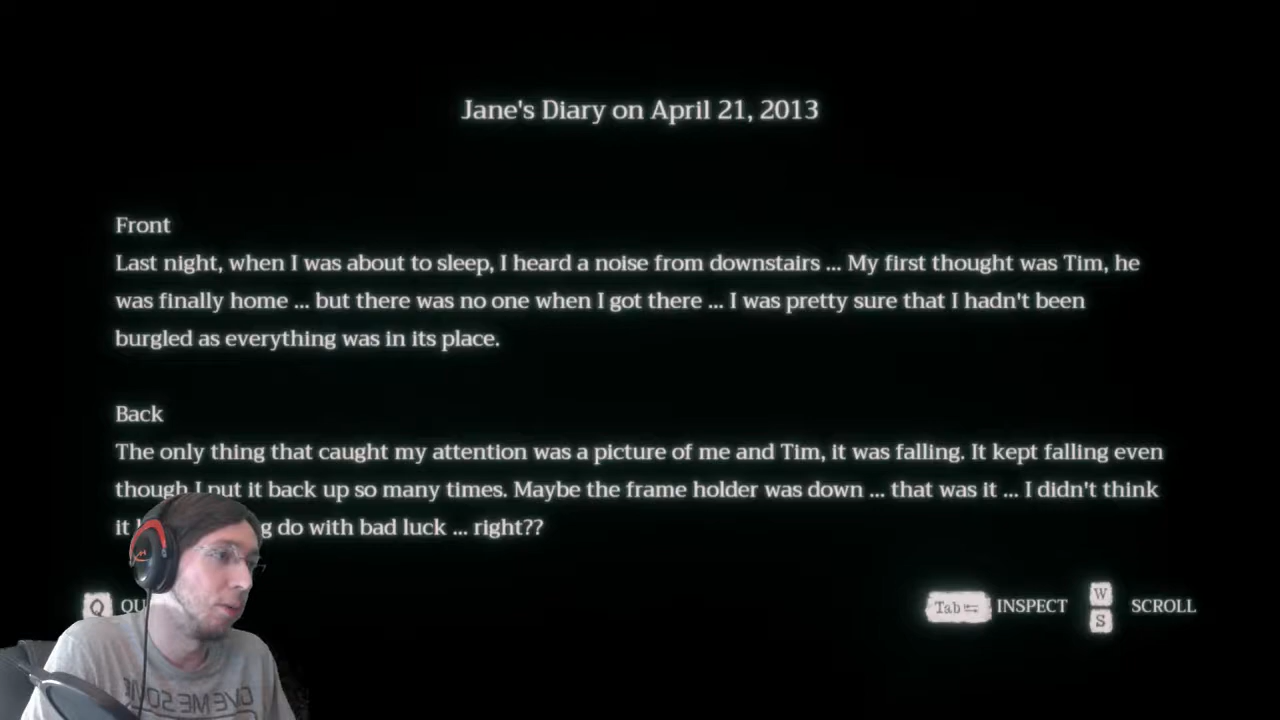 Jane's Diary on April 21, 2013
Front
Last night, when I was about to sleep, I heard a noise from downstairs ... My first thought was Tim, he
was finally home ... but there was no one when I got there ... I was pretty sure that I hadn't been
burgled as everything was in its place.
Back
The only thing that caught my attention was a picture of me and Tim, it was falling. It kept falling even
though I put it back up so many times. Maybe the frame holder was down ... that was it ... I didn't think
it do with bad luck ... right??
Q
Tab INSPECT W S SCROLL
GIVE ME SOME